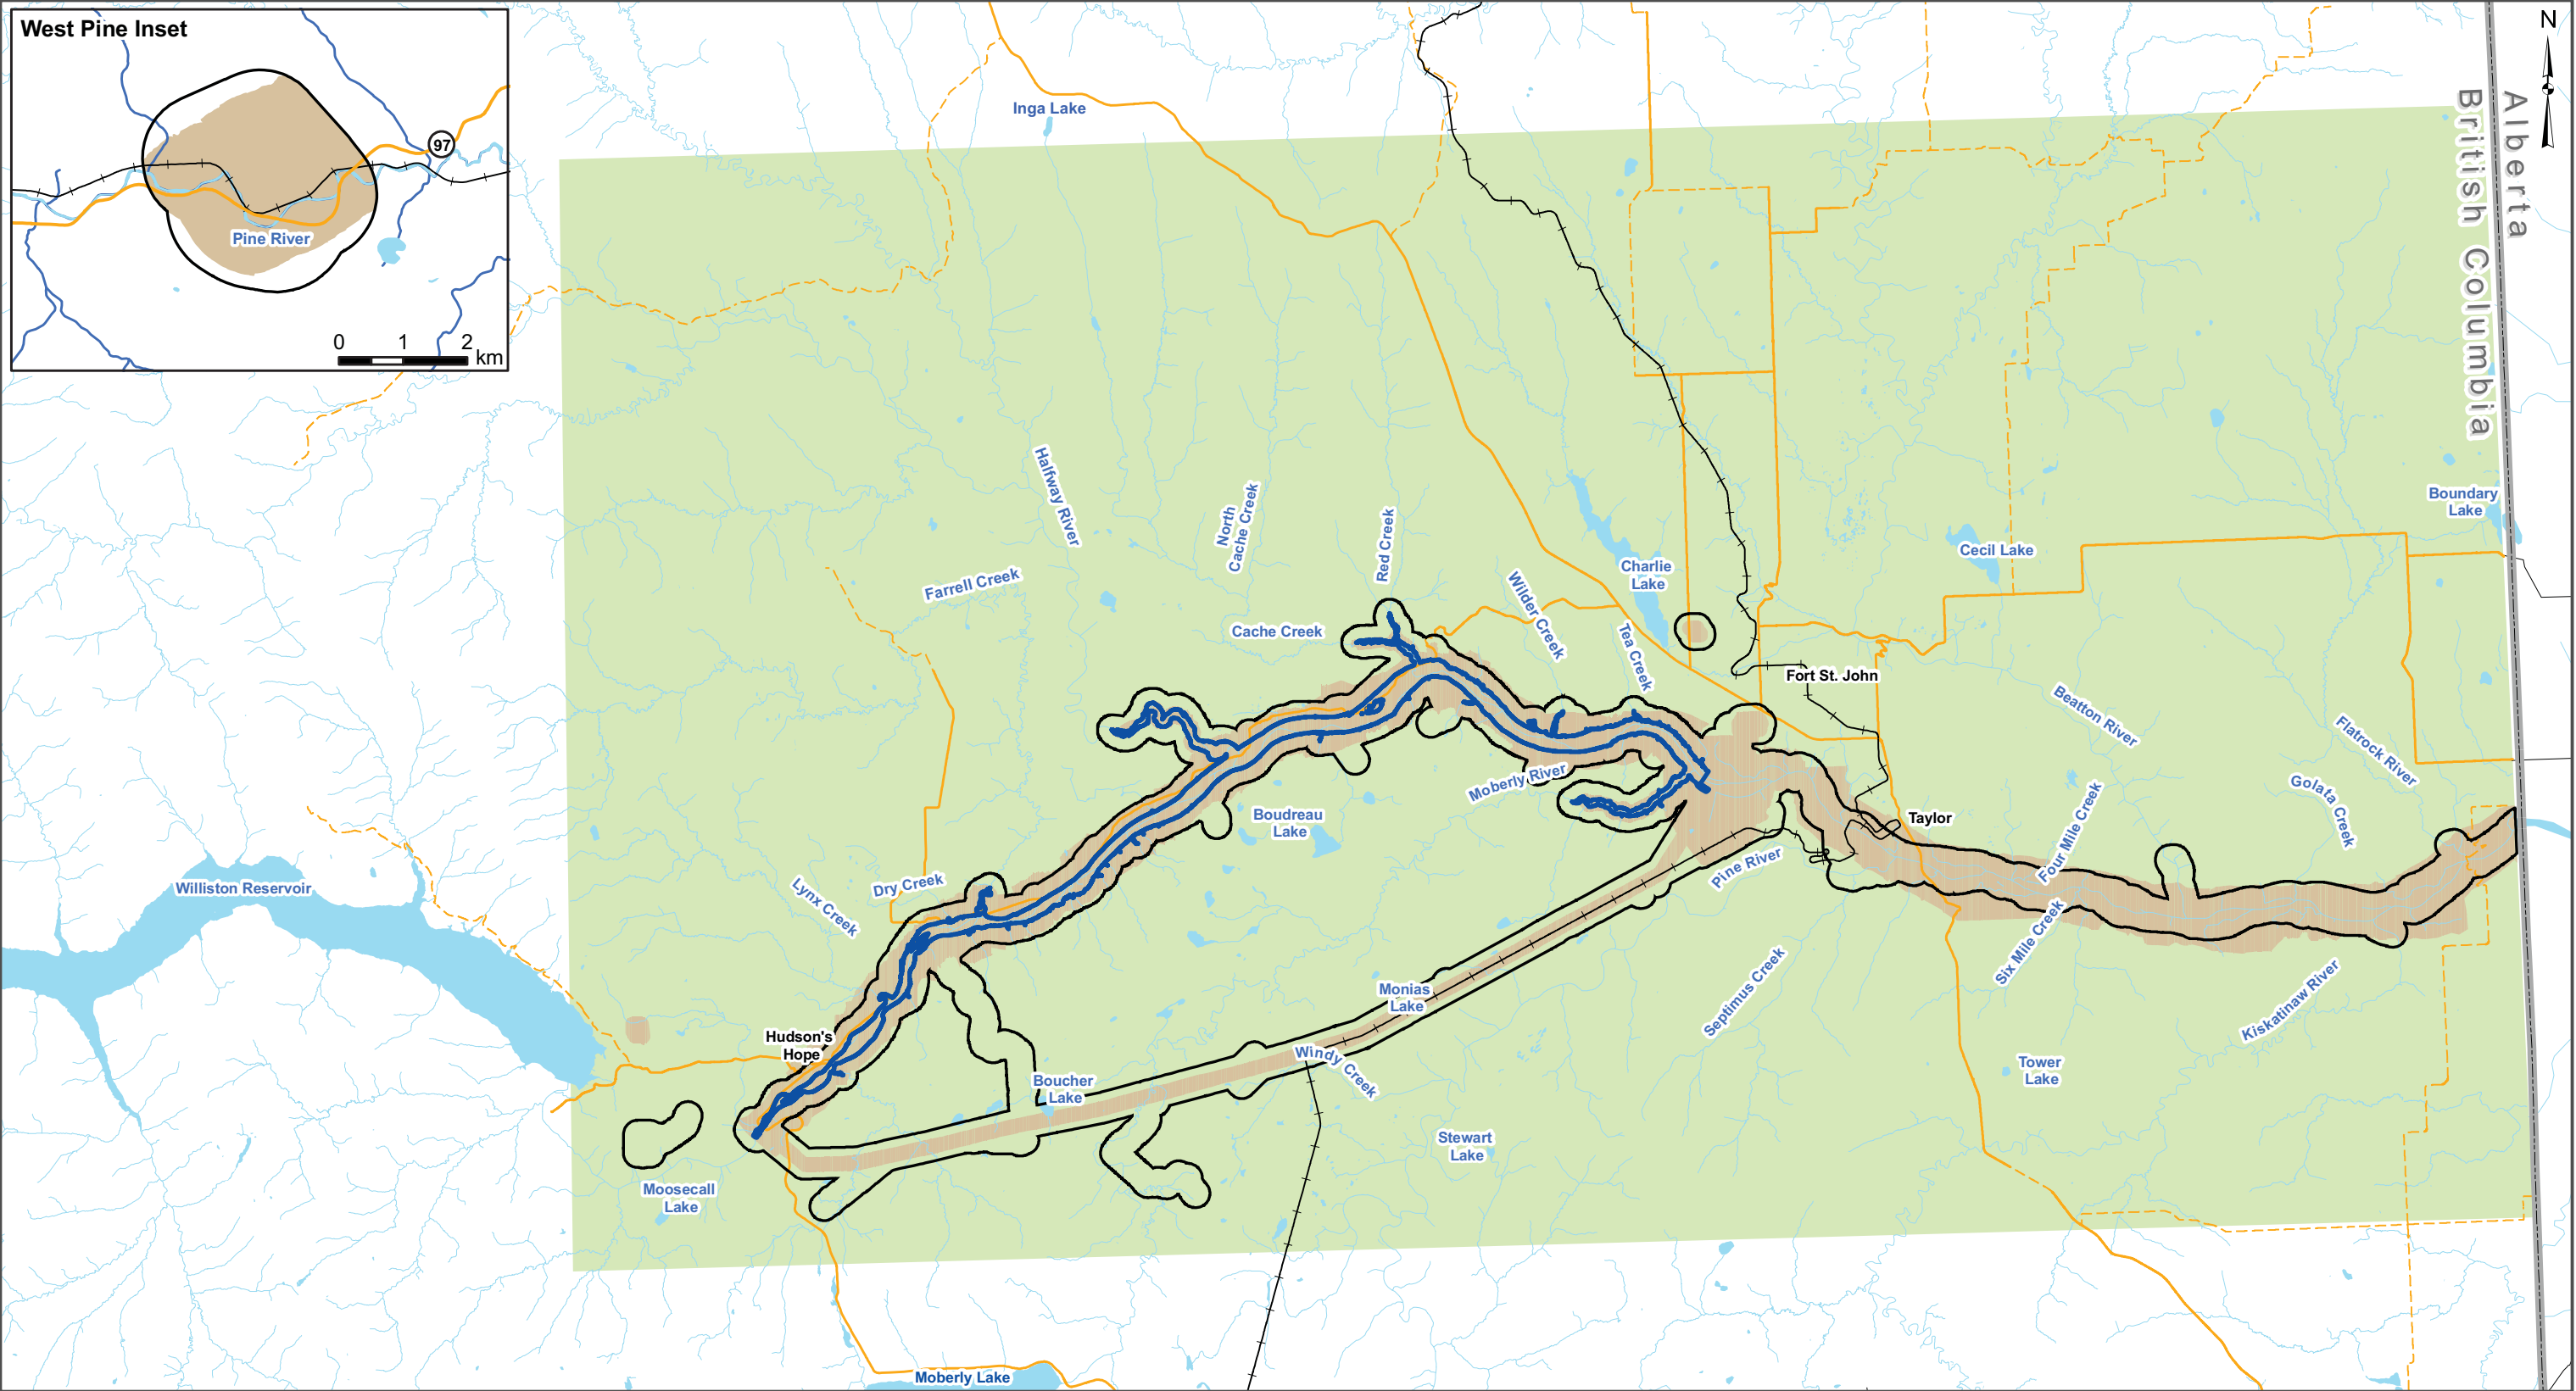 West Pine Inset
97
Pine River
0 1 2
km
N
Alberta
British Columbia
Inga Lake
Halfway River
North
Cache Creek
Red Creek
Farrell Creek
Cache Creek
Wilder Creek
Charlie
Lake
Tea Creek
Cecil Lake
Boundary
Lake
Fort St. John
Beatton River
Flatrock River
Golata Creek
Moberly River
Boudreau
Lake
Taylor
Four Mile Creek
Pine River
Williston Reservoir
Lynx Creek
Dry Creek
Six Mile Creek
Septimus Creek
Kiskatinaw River
Monias
Lake
Hudson's
Hope
Windy Creek
Boucher
Lake
Tower
Lake
Stewart
Lake
Moosecall
Lake
Moberly Lake